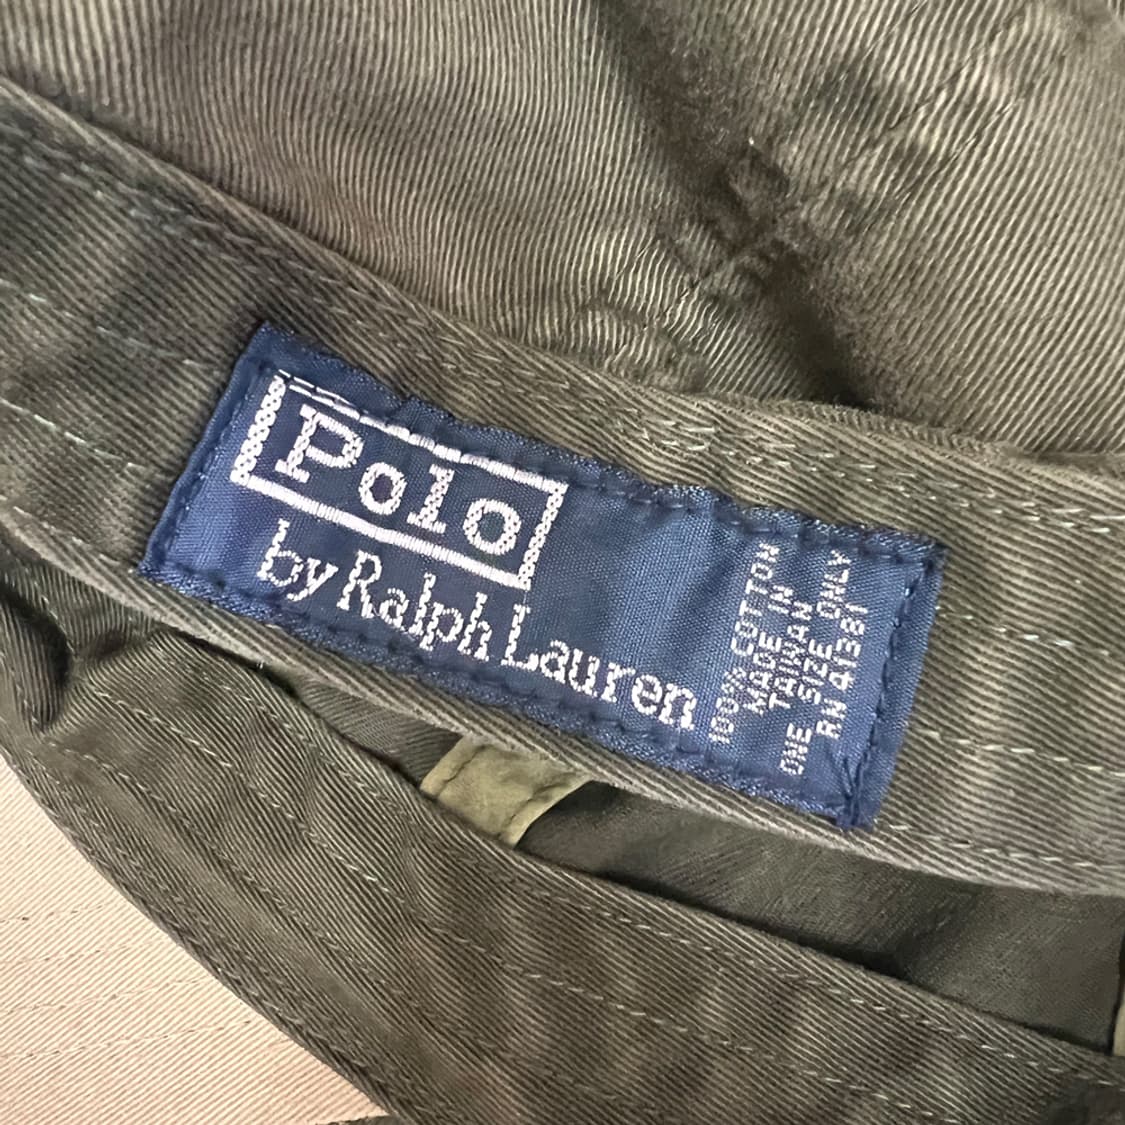 Polo
by Ralph Lauren
100% COTTON
MADE IN
TAIWAN
ONE SIZE ONLY
RN 41381